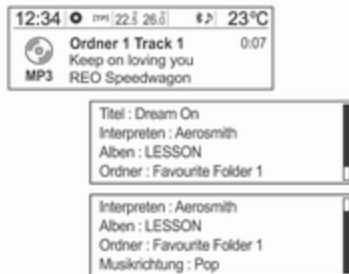 12:34 22.5 26.0 23°C
Ordner 1 Track 1 0:07
Keep on loving you
MP3 REO Speedwagon
Titel : Dream On
Interpreten : Aerosmith
Alben : LESSON
Ordner : Favourite Folder 1
Interpreten : Aerosmith
Alben : LESSON
Ordner : Favourite Folder 1
Musikrichtung : Pop